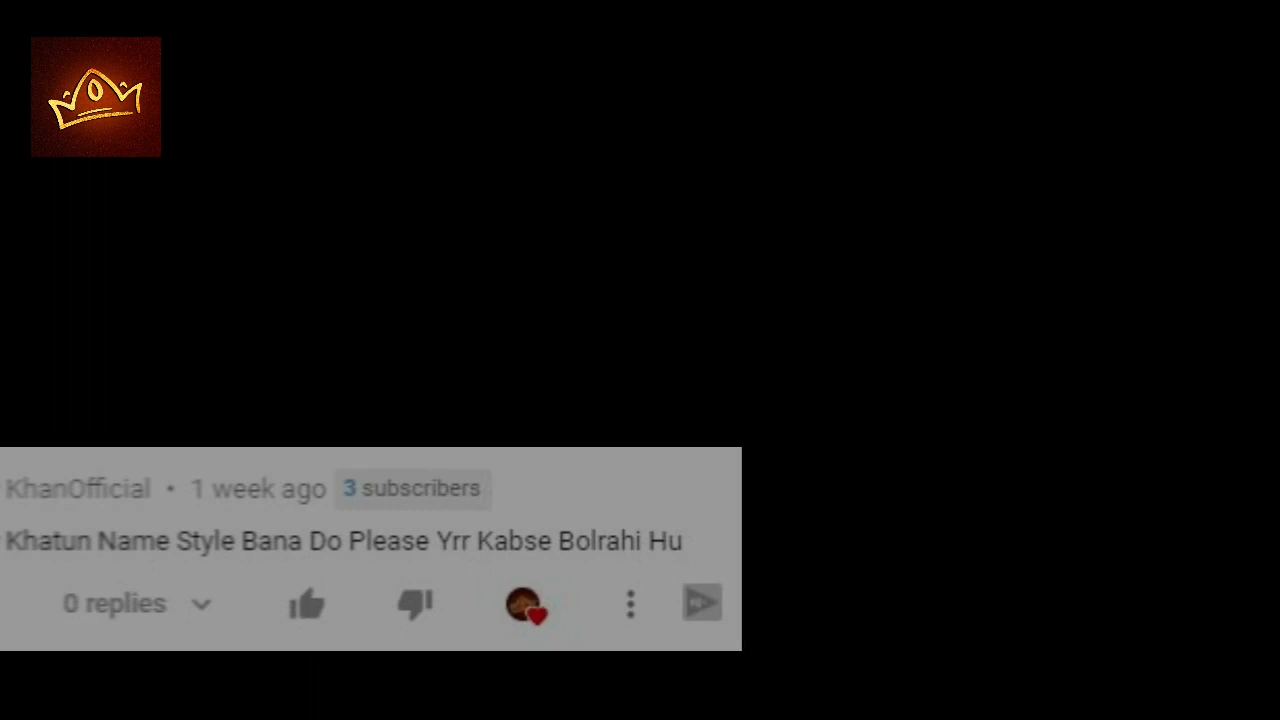 KhanOfficial • 1 week ago 3 subscribers
Khatun Name Style Bana Do Please Yrr Kabse Bolrahi Hu
0 replies